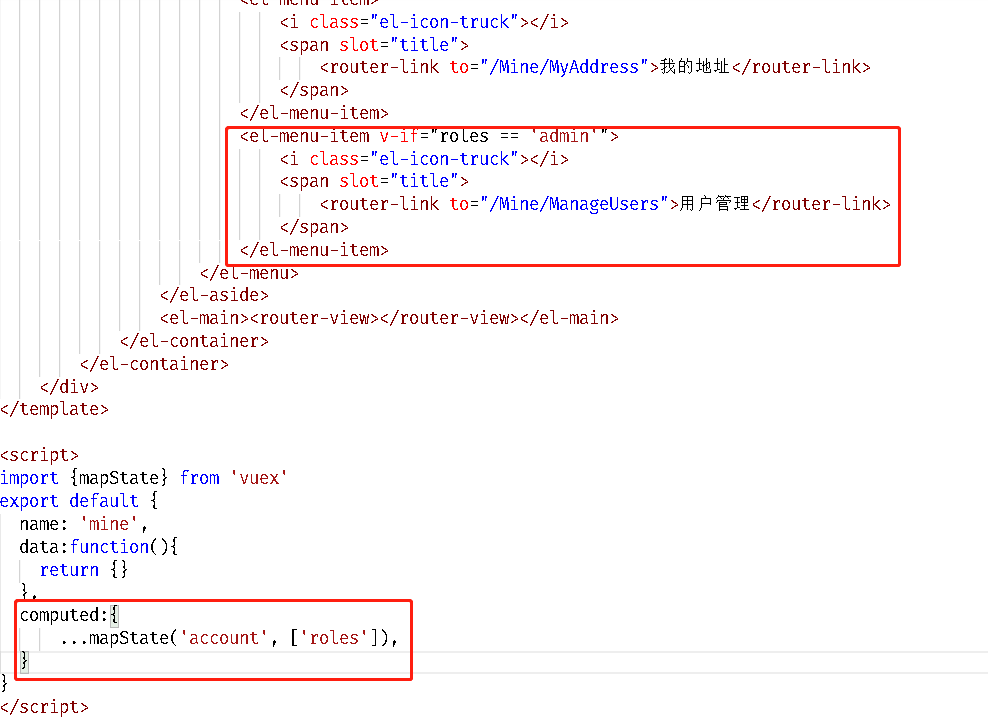 <el-menu-item>
<i class="el-icon-truck"></i>
<span slot="title">
<router-link to="/Mine/MyAddress">我的地址</router-link>
</span>
</el-menu-item>
<el-menu-item v-if="roles == 'admin'">
<i class="el-icon-truck"></i>
<span slot="title">
<router-link to="/Mine/ManageUsers">用户管理</router-link>
</span>
</el-menu-item>
</el-menu>
</el-aside>
<el-main><router-view></router-view></el-main>
</el-container>
</el-container>
</div>
</template>
<script>
import {mapState} from 'vuex'
export default {
name: 'mine',
data:function(){
return {}
},
computed:{
...mapState('account', ['roles']),
}
}
</script>